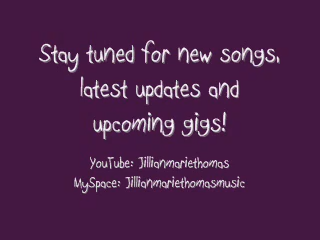 Stay tuned for new songs,
latest updates and
upcoming gigs!
YouTube: Jillianmariethomas
MySpace: Jillianmariethomasmusic